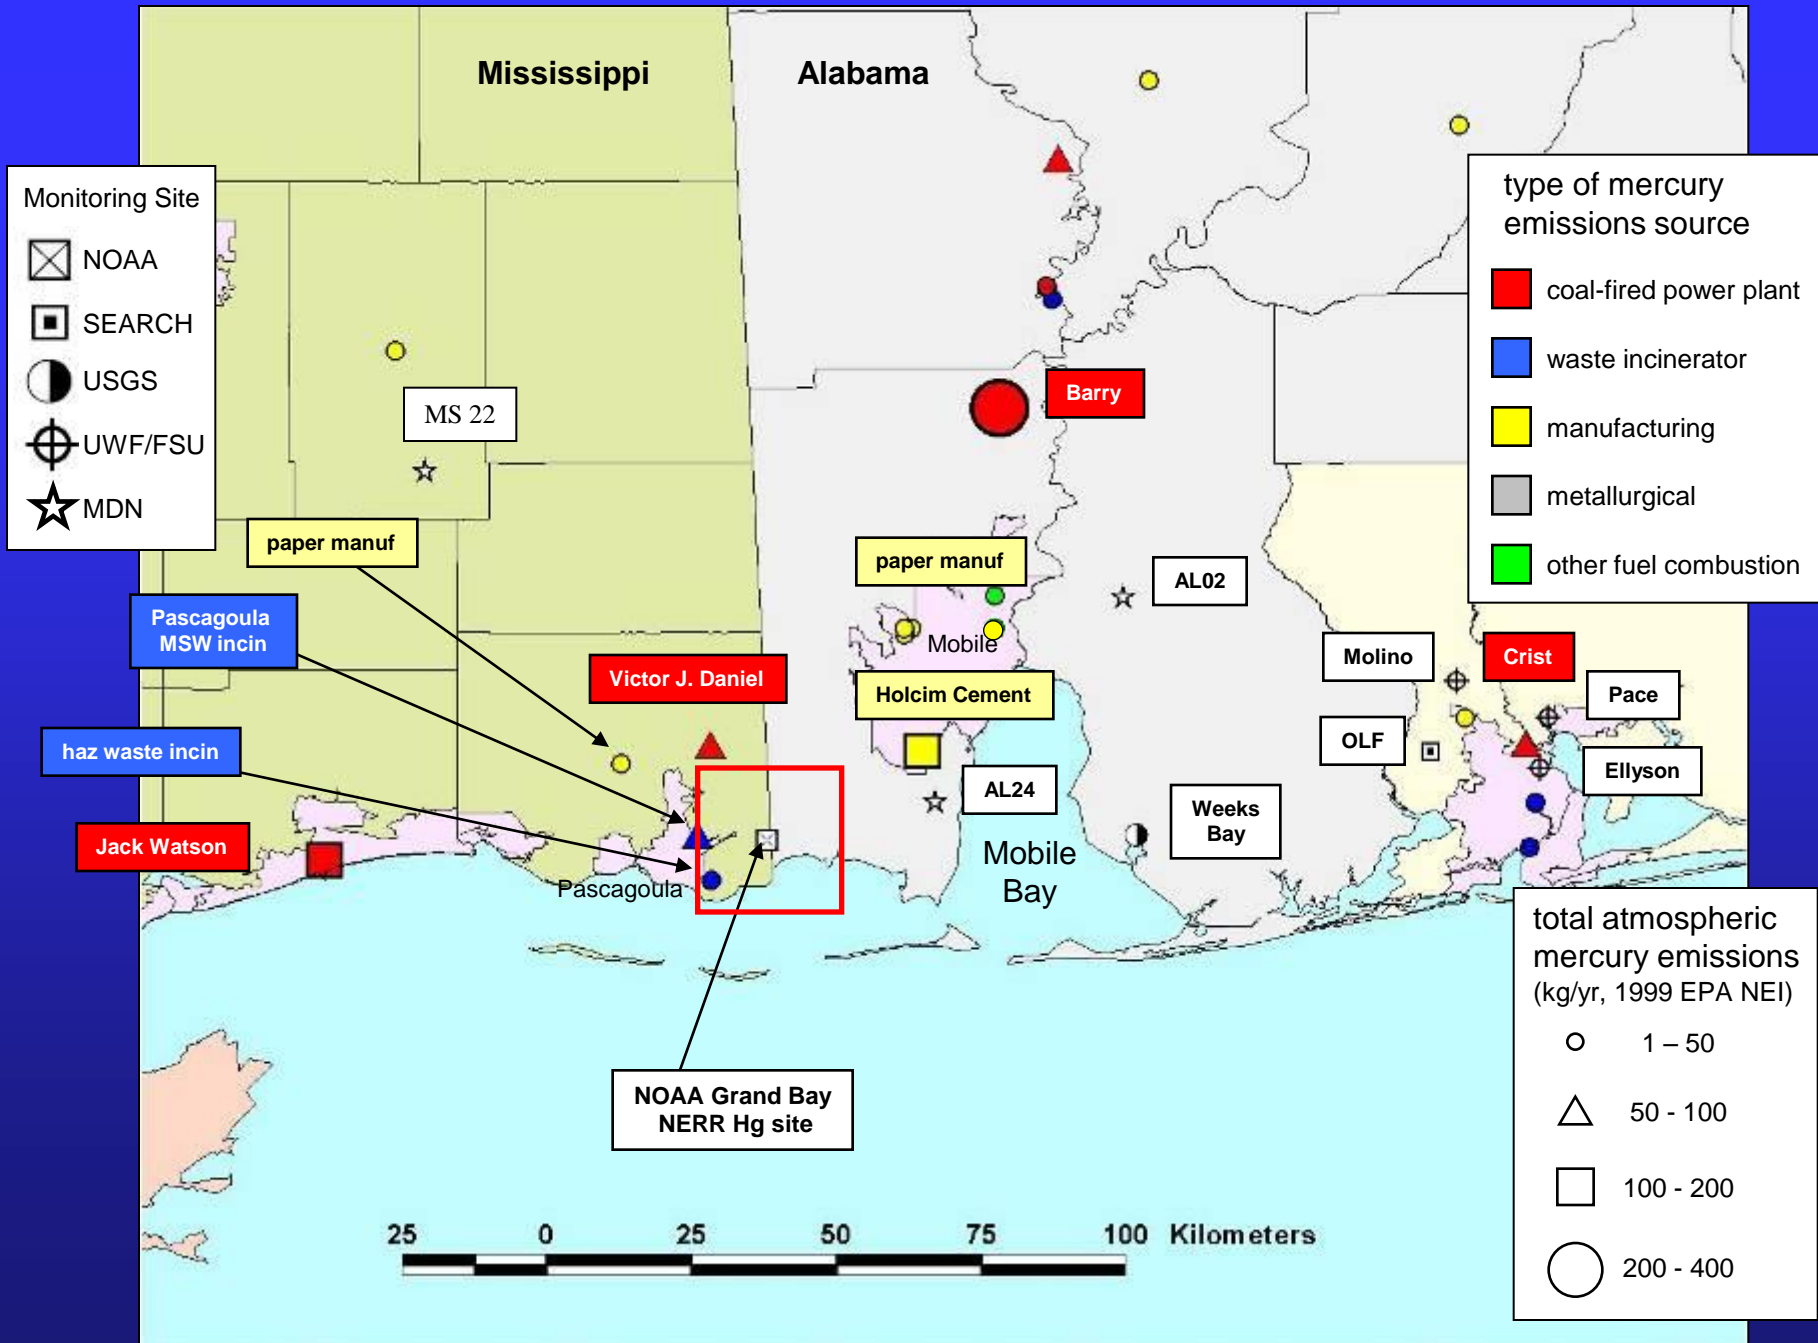 Mississippi
Alabama
Monitoring Site
NOAA
SEARCH
USGS
UWF/FSU
MDN
type of mercury
emissions source
coal-fired power plant
waste incinerator
manufacturing
metallurgical
other fuel combustion
Barry
MS 22
paper manuf
paper manuf
AL02
Pascagoula
MSW incin
Mobile
Molino
Crist
Victor J. Daniel
Holcim Cement
Pace
haz waste incin
OLF
Ellyson
AL24
Weeks
Bay
Jack Watson
Mobile
Bay
Pascagoula
total atmospheric
mercury emissions
(kg/yr, 1999 EPA NEI)
1 – 50
50 - 100
100 - 200
200 - 400
NOAA Grand Bay
NERR Hg site
25 0 25 50 75 100 Kilometers